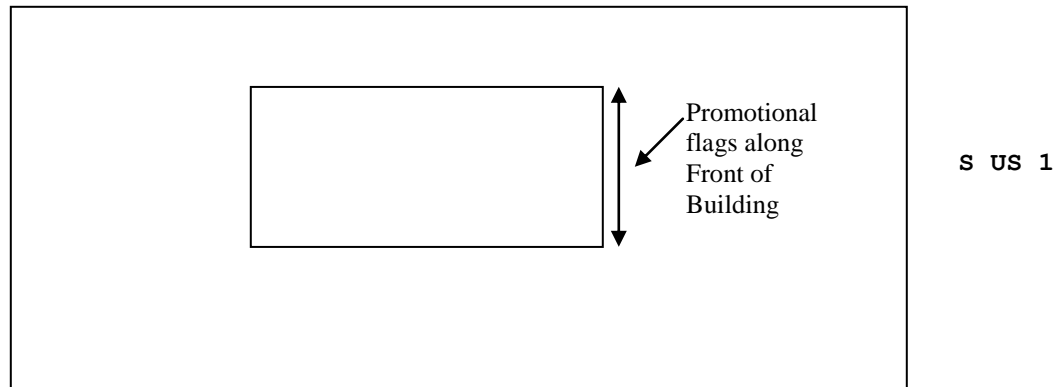 Promotional
flags along
Front of
Building
S US 1